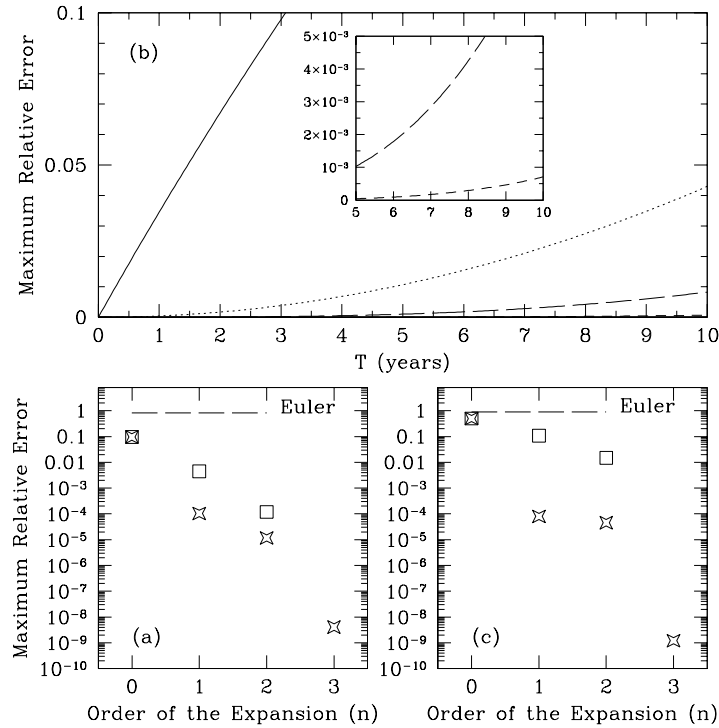 (b)
Maximum Relative Error
0.1
0.05
0
5×10⁻³
4×10⁻³
3×10⁻³
2×10⁻³
10⁻³
0
5 6 7 8 9 10
0 1 2 3 4 5 6 7 8 9 10
T (years)
Maximum Relative Error
1
0.1
0.01
10⁻³
10⁻⁴
10⁻⁵
10⁻⁶
10⁻⁷
10⁻⁸
10⁻⁹
10⁻¹⁰
Euler
(a)
0 1 2 3
Order of the Expansion (n)
1
0.1
0.01
10⁻³
10⁻⁴
10⁻⁵
10⁻⁶
10⁻⁷
10⁻⁸
10⁻⁹
10⁻¹⁰
Euler
(c)
0 1 2 3
Order of the Expansion (n)